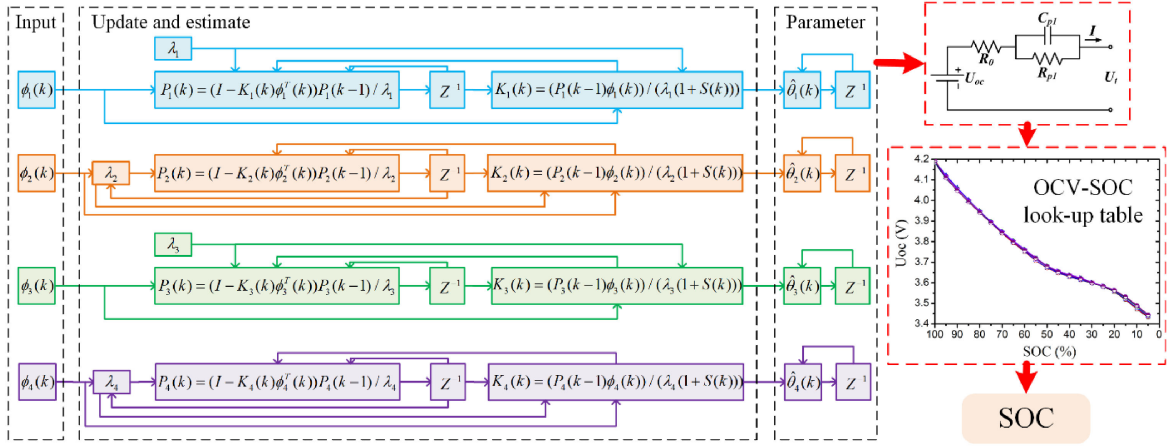 Input
Update and estimate
Parameter
λ₁
ϕ₁(k)
P₁(k) = (I − K₁(k)ϕ₁ᵀ(k))P₁(k−1) / λ₁
Z⁻¹
K₁(k) = (P₁(k−1)ϕ₁(k)) / (λ₁(1+S(k)))
θ̂₁(k)
Z⁻¹
ϕ₂(k)
λ₂
P₂(k) = (I − K₂(k)ϕ₂ᵀ(k))P₂(k−1) / λ₂
Z⁻¹
K₂(k) = (P₂(k−1)ϕ₂(k)) / (λ₂(1+S(k)))
θ̂₂(k)
Z⁻¹
λ₃
ϕ₃(k)
P₃(k) = (I − K₃(k)ϕ₃ᵀ(k))P₃(k−1) / λ₃
Z⁻¹
K₃(k) = (P₃(k−1)ϕ₃(k)) / (λ₃(1+S(k)))
θ̂₃(k)
Z⁻¹
ϕ₄(k)
λ₄
P₄(k) = (I − K₄(k)ϕ₄ᵀ(k))P₄(k−1) / λ₄
Z⁻¹
K₄(k) = (P₄(k−1)ϕ₄(k)) / (λ₄(1+S(k)))
θ̂₄(k)
Z⁻¹
C_p1
I
R_0
R_p1
+
U_oc
−
U_t
OCV-SOC
look-up table
Uoc (V)
4.2
4.1
4.0
3.9
3.8
3.7
3.6
3.5
3.4
100 90 80 70 60 50 40 30 20 10 0
SOC (%)
SOC